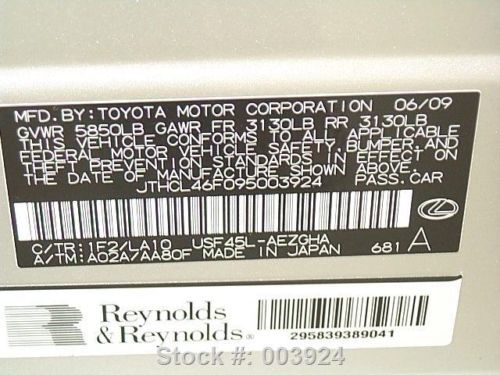 MFD. BY: TOYOTA MOTOR CORPORATION 06/09
GVWR 5850LB GAWR FR 3130LB RR 3130LB
THIS VEHICLE CONFORMS TO ALL APPLICABLE
FEDERAL MOTOR VEHICLE SAFETY, BUMPER, AND
THEFT PREVENTION STANDARDS IN EFFECT ON
THE DATE OF MANUFACTURE SHOWN ABOVE.
JTHCL46F095003924 PASS.CAR
C/TR:1F2/LA10 USF45L-AEZGHA
A/TM:A02A/AA80F MADE IN JAPAN 681 A
Reynolds
& Reynolds®
295839389041
Stock #: 003924